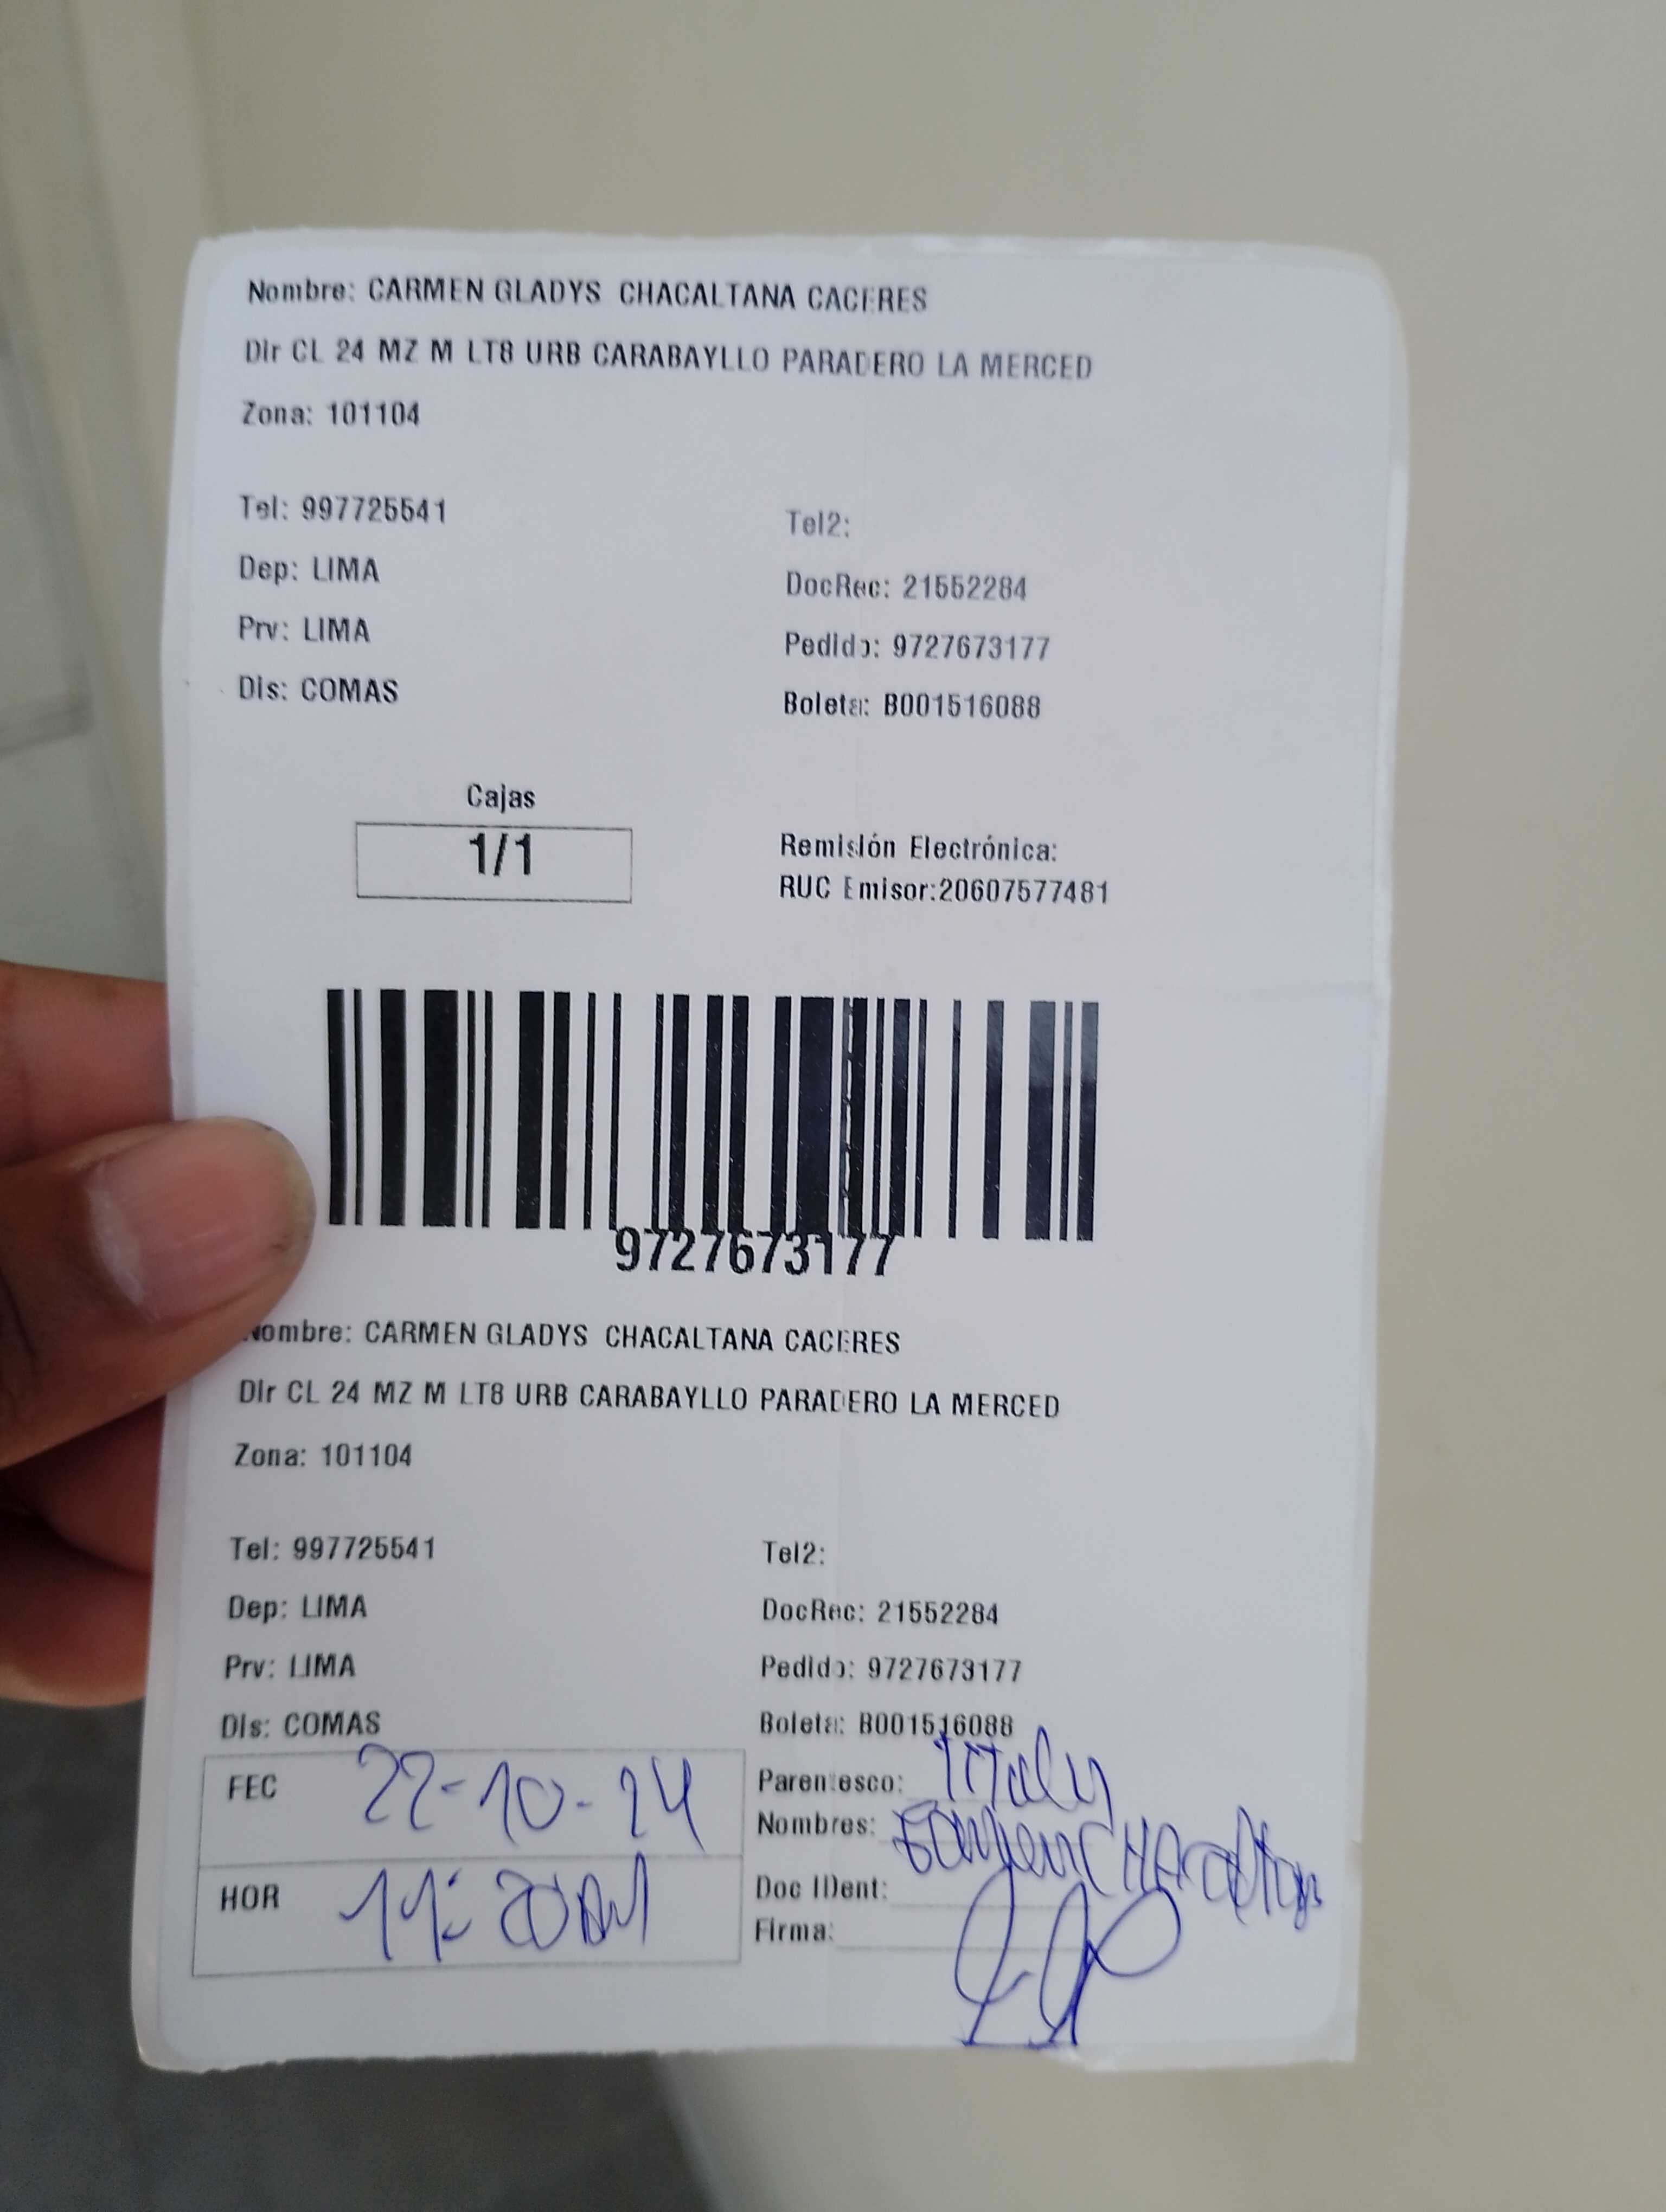 Nombre: CARMEN GLADYS CHACALTANA CACERES
Dir CL 24 MZ M LT8 URB CARABAYLLO PARADERO LA MERCED
Zona: 101104
Tel: 997725541 Tel2:
Dep: LIMA DocRec: 21552284
Prv: LIMA Pedido: 9727673177
Dis: COMAS Boleta: B001516088
Cajas
1/1
Remisión Electrónica:
RUC Emisor:20607577481
9727673177
Nombre: CARMEN GLADYS CHACALTANA CACERES
Dir CL 24 MZ M LT8 URB CARABAYLLO PARADERO LA MERCED
Zona: 101104
Tel: 997725541 Tel2:
Dep: LIMA DocRec: 21552284
Prv: LIMA Pedido: 9727673177
Dis: COMAS Boleta: B001516088
FEC 22-10-24
Parentesco:
Nombres:
HOR 11:20AM
Doc IDent:
Firma: